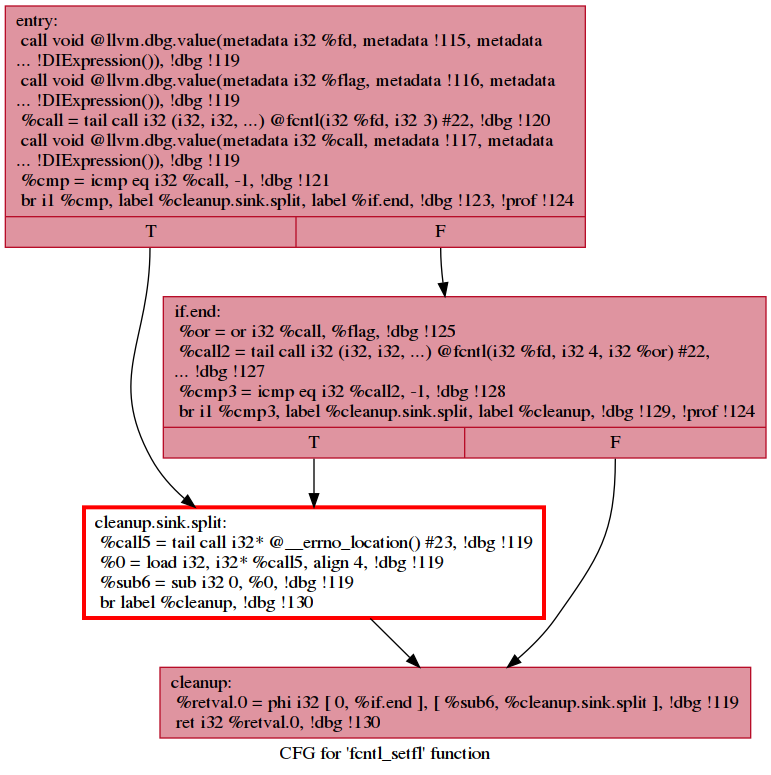 entry:
call void @llvm.dbg.value(metadata i32 %fd, metadata !115, metadata
... !DIExpression()), !dbg !119
call void @llvm.dbg.value(metadata i32 %flag, metadata !116, metadata
... !DIExpression()), !dbg !119
%call = tail call i32 (i32, i32, ...) @fcntl(i32 %fd, i32 3) #22, !dbg !120
call void @llvm.dbg.value(metadata i32 %call, metadata !117, metadata
... !DIExpression()), !dbg !119
%cmp = icmp eq i32 %call, -1, !dbg !121
br i1 %cmp, label %cleanup.sink.split, label %if.end, !dbg !123, !prof !124
T F
if.end:
%or = or i32 %call, %flag, !dbg !125
%call2 = tail call i32 (i32, i32, ...) @fcntl(i32 %fd, i32 4, i32 %or) #22,
... !dbg !127
%cmp3 = icmp eq i32 %call2, -1, !dbg !128
br i1 %cmp3, label %cleanup.sink.split, label %cleanup, !dbg !129, !prof !124
T F
cleanup.sink.split:
%call5 = tail call i32* @__errno_location() #23, !dbg !119
%0 = load i32, i32* %call5, align 4, !dbg !119
%sub6 = sub i32 0, %0, !dbg !119
br label %cleanup, !dbg !130
cleanup:
%retval.0 = phi i32 [ 0, %if.end ], [ %sub6, %cleanup.sink.split ], !dbg !119
ret i32 %retval.0, !dbg !130
CFG for 'fcntl_setfl' function